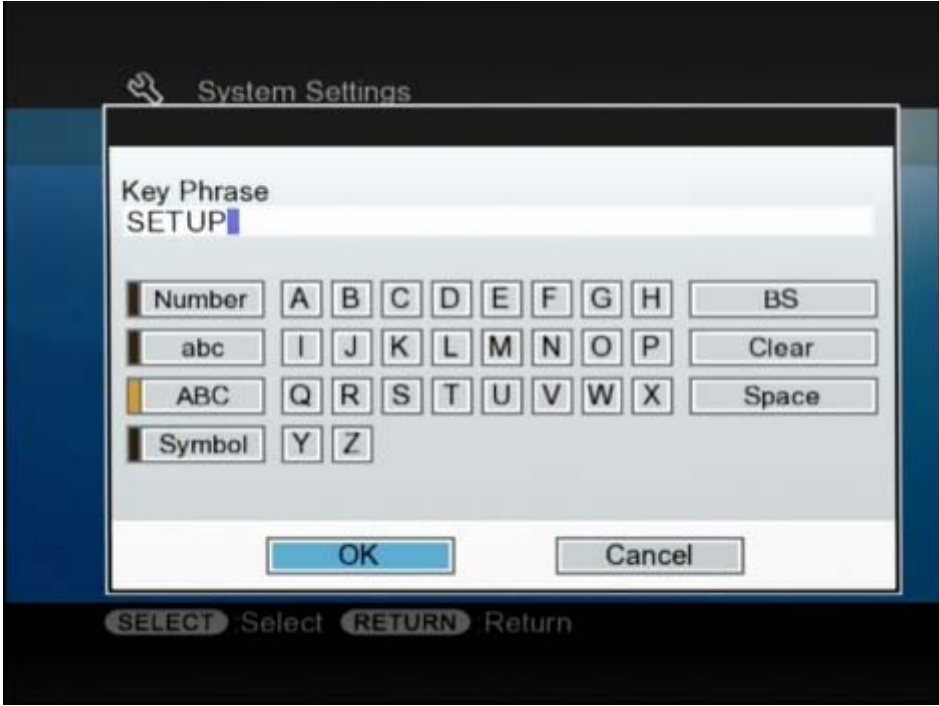 System Settings
Key Phrase
SETUP
Number A B C D E F G H BS
abc I J K L M N O P Clear
ABC Q R S T U V W X Space
Symbol Y Z
OK Cancel
SELECT :Select RETURN :Return